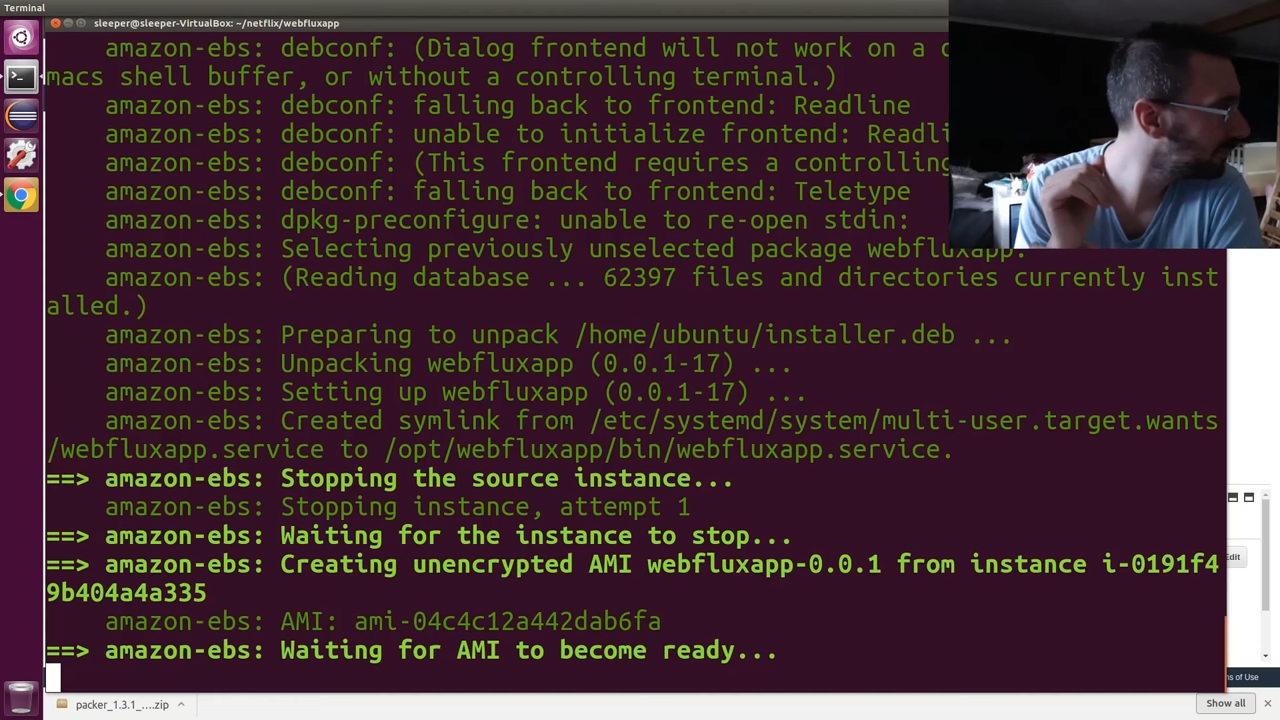 Terminal
sleeper@sleeper-VirtualBox: ~/netflix/webfluxapp
amazon-ebs: debconf: (Dialog frontend will not work on a
macs shell buffer, or without a controlling terminal.)
amazon-ebs: debconf: falling back to frontend: Readline
amazon-ebs: debconf: unable to initialize frontend: Readli
amazon-ebs: debconf: (This frontend requires a controlling
amazon-ebs: debconf: falling back to frontend: Teletype
amazon-ebs: dpkg-preconfigure: unable to re-open stdin:
amazon-ebs: Selecting previously unselected package webfluxapp.
amazon-ebs: (Reading database ... 62397 files and directories currently inst
alled.)
amazon-ebs: Preparing to unpack /home/ubuntu/installer.deb ...
amazon-ebs: Unpacking webfluxapp (0.0.1-17) ...
amazon-ebs: Setting up webfluxapp (0.0.1-17) ...
amazon-ebs: Created symlink from /etc/systemd/system/multi-user.target.wants
/webfluxapp.service to /opt/webfluxapp/bin/webfluxapp.service.
==> amazon-ebs: Stopping the source instance...
amazon-ebs: Stopping instance, attempt 1
==> amazon-ebs: Waiting for the instance to stop...
==> amazon-ebs: Creating unencrypted AMI webfluxapp-0.0.1 from instance i-0191f4
9b404a4a335
amazon-ebs: AMI: ami-04c4c12a442dab6fa
==> amazon-ebs: Waiting for AMI to become ready...
Edit
ns of Use
packer_1.3.1_....zip
Show all